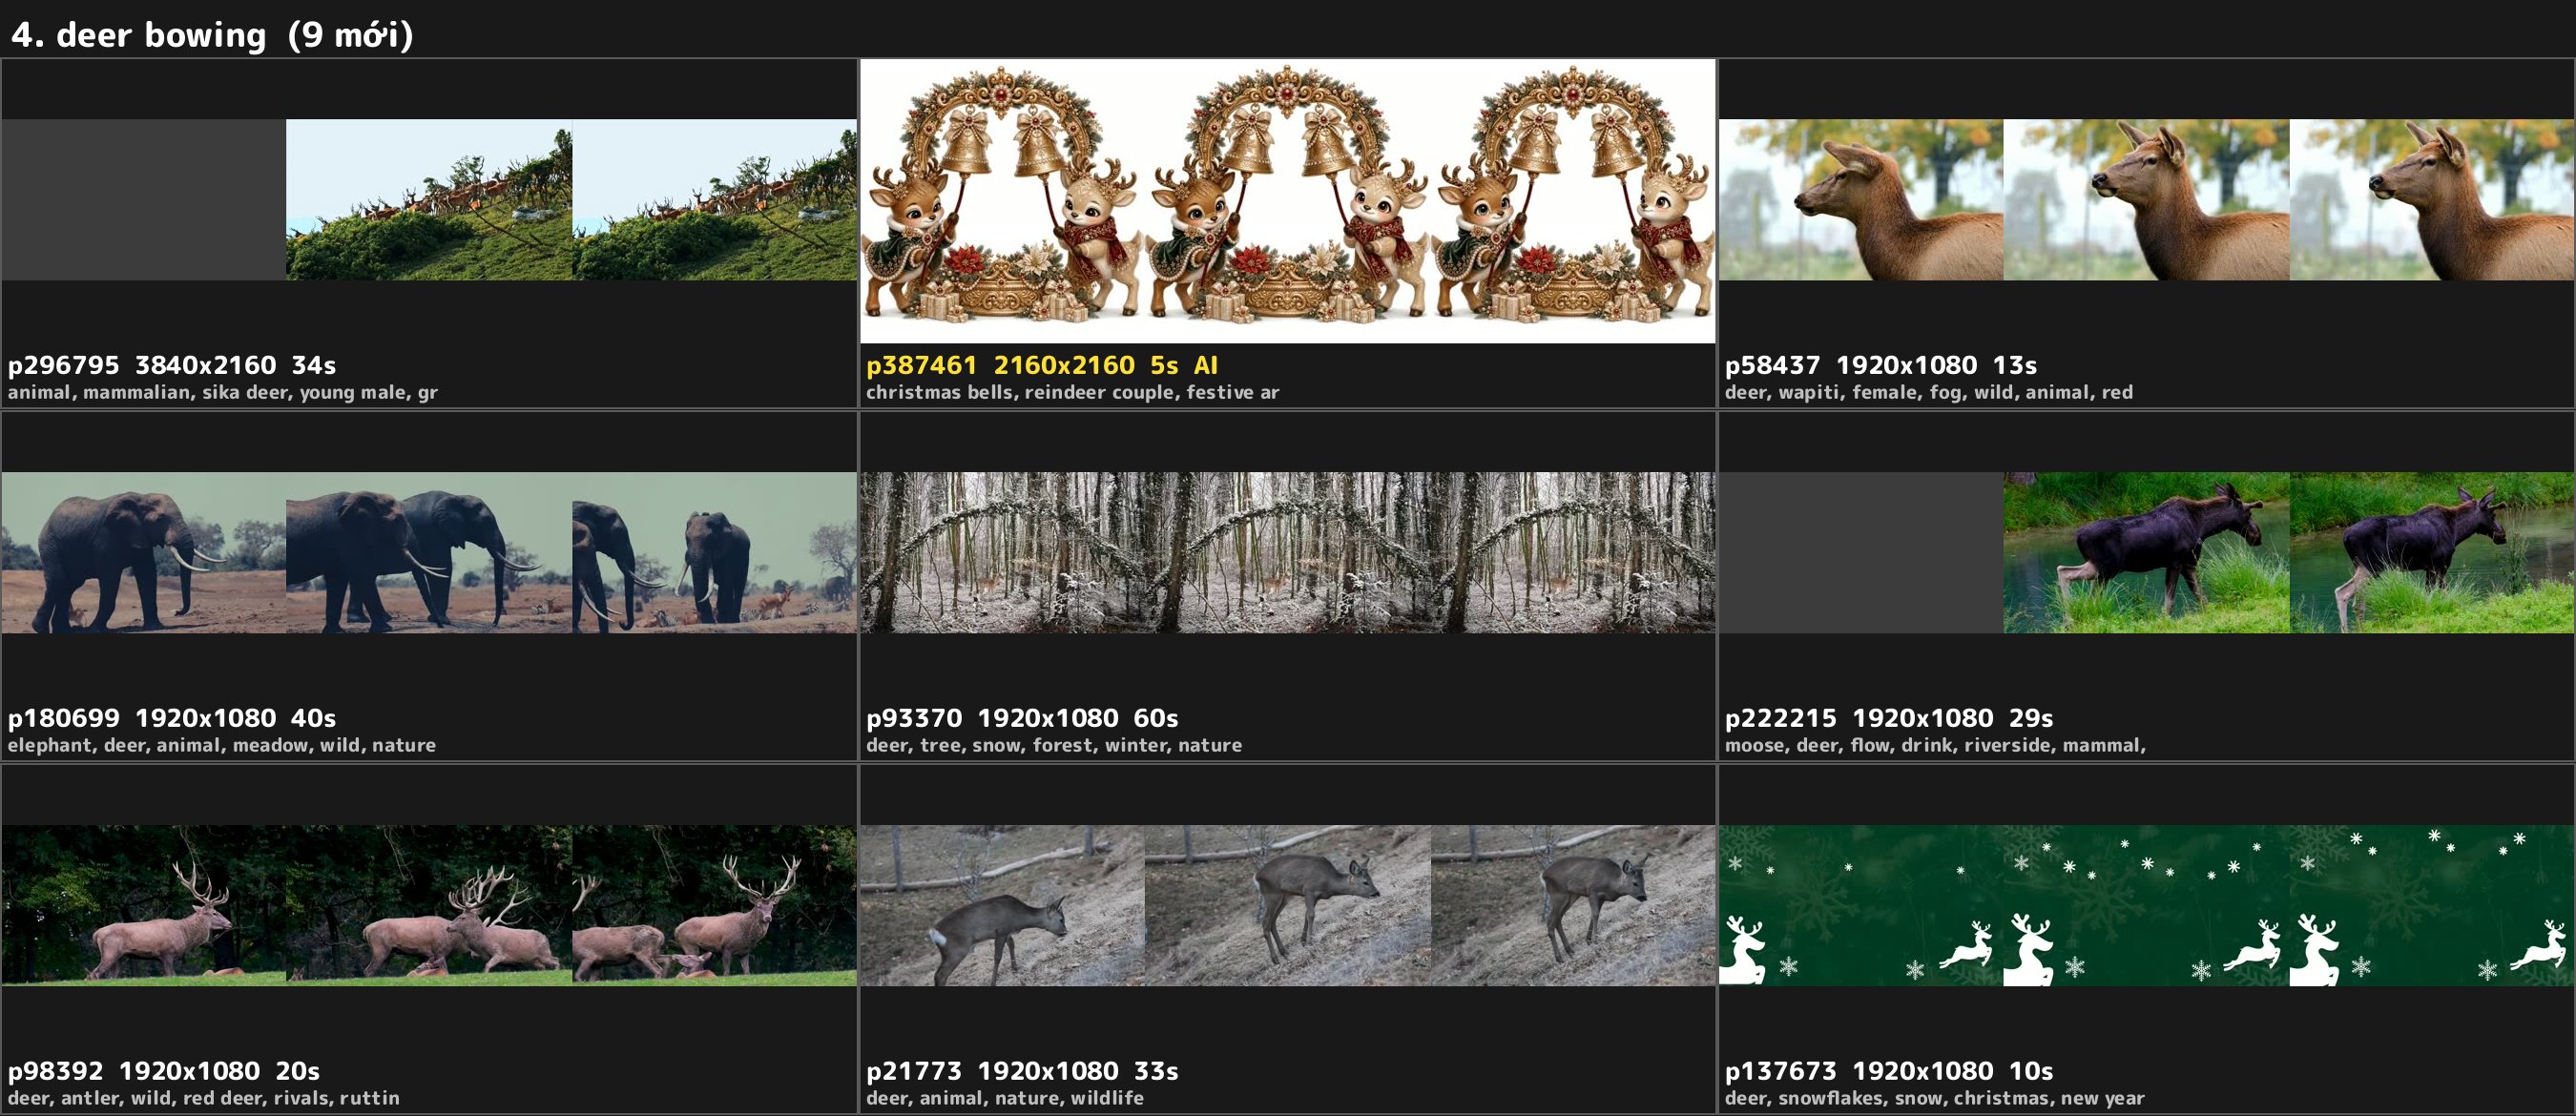 4. deer bowing (9 mới)
p296795 3840x2160 34s
animal, mammalian, sika deer, young male, gr
p387461 2160x2160 5s AI
christmas bells, reindeer couple, festive ar
p58437 1920x1080 13s
deer, wapiti, female, fog, wild, animal, red
p180699 1920x1080 40s
elephant, deer, animal, meadow, wild, nature
p93370 1920x1080 60s
deer, tree, snow, forest, winter, nature
p222215 1920x1080 29s
moose, deer, flow, drink, riverside, mammal,
p98392 1920x1080 20s
deer, antler, wild, red deer, rivals, ruttin
p21773 1920x1080 33s
deer, animal, nature, wildlife
p137673 1920x1080 10s
deer, snowflakes, snow, christmas, new year